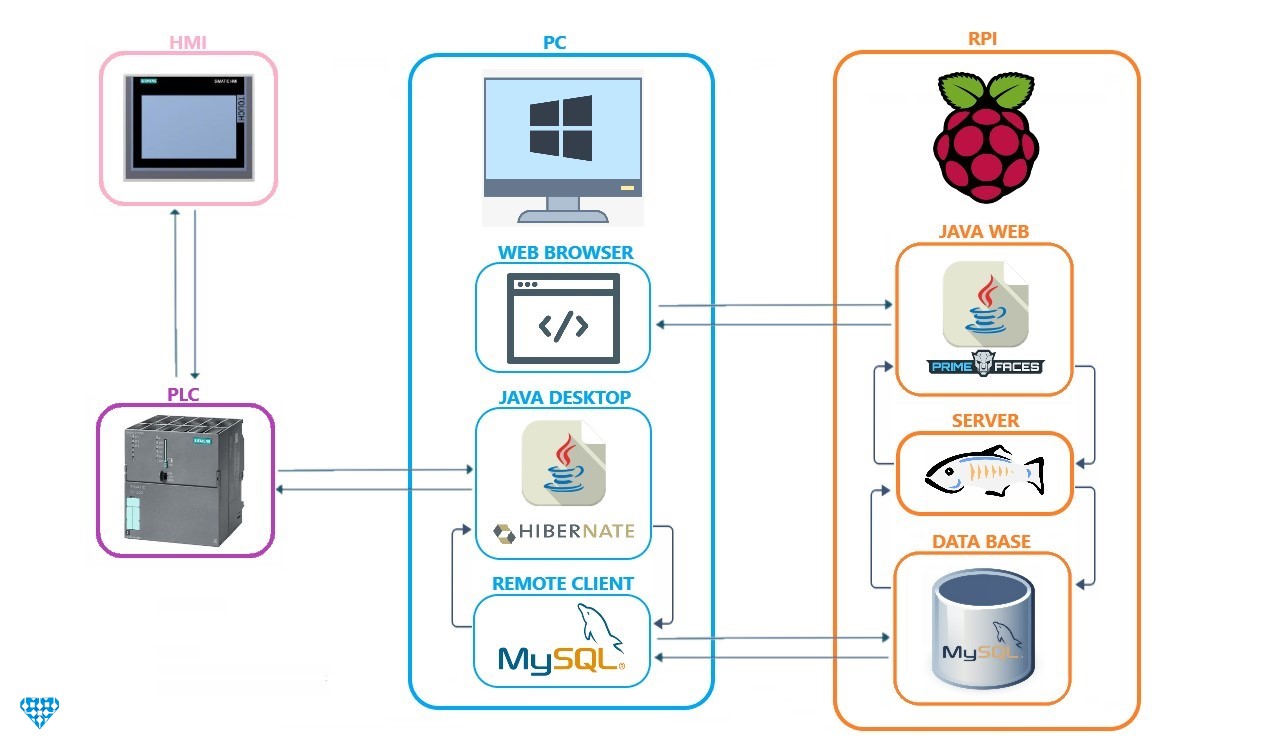 HMI
SIEMENS
SIMATIC HMI
TOUCH
PLC
SIEMENS
PC
WEB BROWSER
</>
JAVA DESKTOP
HIBERNATE
REMOTE CLIENT
MySQL®
RPI
JAVA WEB
PRIME FACES
SERVER
DATA BASE
MySQL